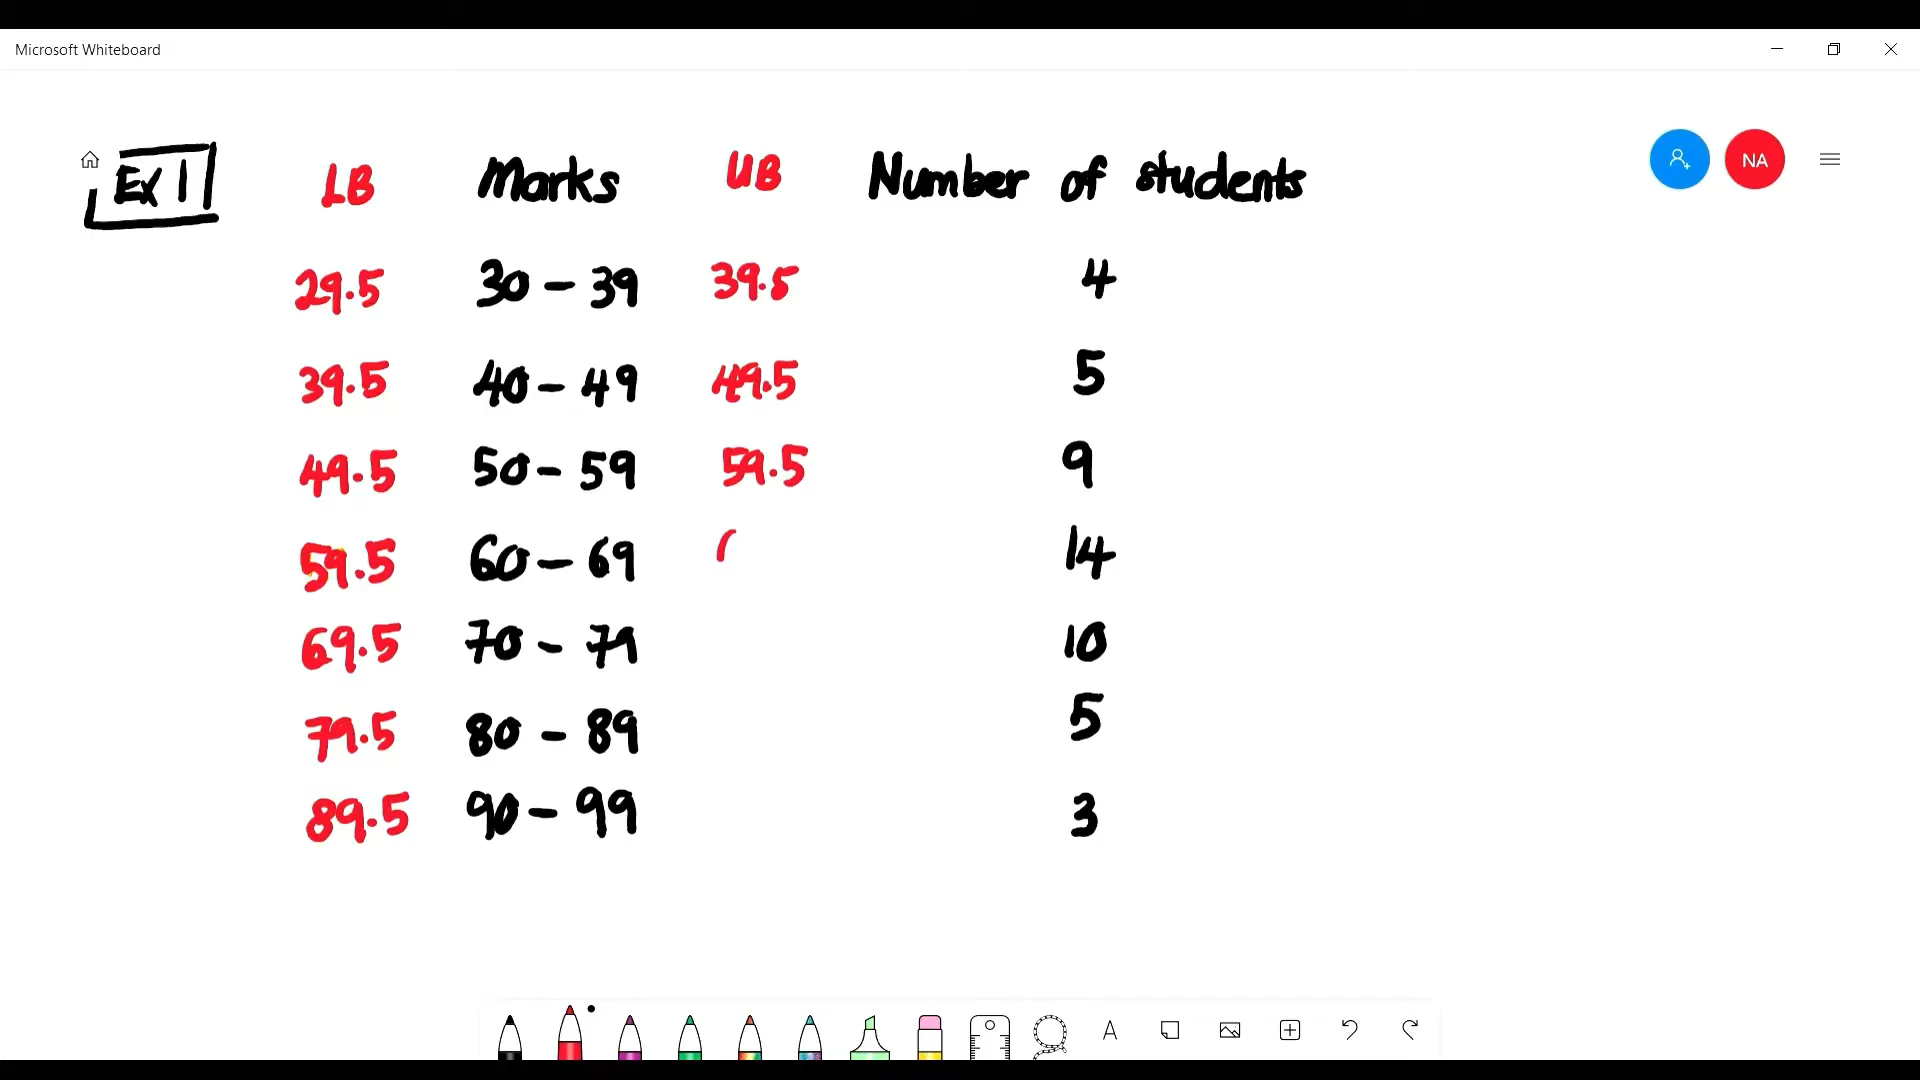 Microsoft Whiteboard
Ex 1 LB Marks UB Number of students
NA
29.5 30 - 39 39.5 4
39.5 40 - 49 49.5 5
49.5 50 - 59 59.5 9
59.5 60 - 69 14
69.5 70 - 79 10
79.5 80 - 89 5
89.5 90 - 99 3